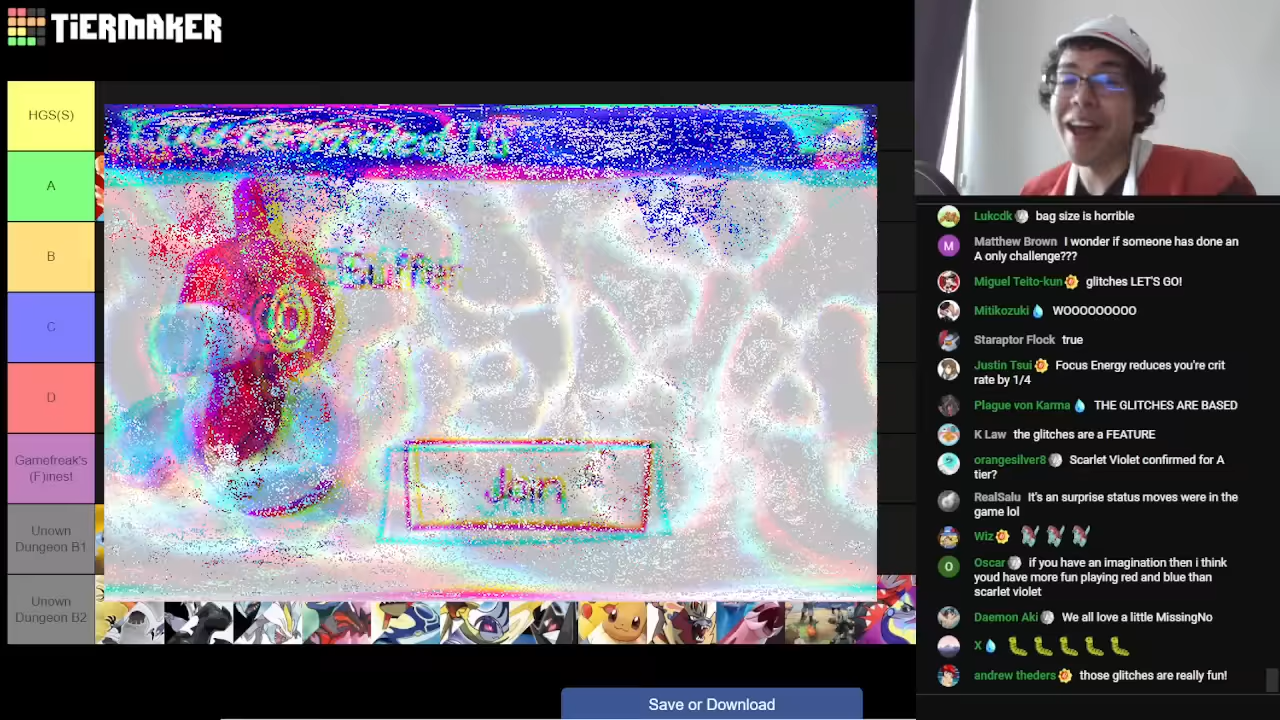 TiERMAKER
HGS(S)
A
B
C
D
Gamefreak's
(F)inest
Unown
Dungeon B1
Unown
Dungeon B2
Buffer
Join
Save or Download
Lukcdk bag size is horrible
M
Matthew Brown I wonder if someone has done an
A only challenge???
Miguel Teito-kun glitches LET'S GO!
Mitikozuki WOOOOOOOOO
Staraptor Flock true
Justin Tsui Focus Energy reduces you're crit
rate by 1/4
Plague von Karma THE GLITCHES ARE BASED
K Law the glitches are a FEATURE
orangesilver8 Scarlet Violet confirmed for A
tier?
RealSalu It's an surprise status moves were in the
game lol
Wiz
O
Oscar if you have an imagination then i think
youd have more fun playing red and blue than
scarlet violet
Daemon Aki We all love a little MissingNo
X
andrew theders those glitches are really fun!